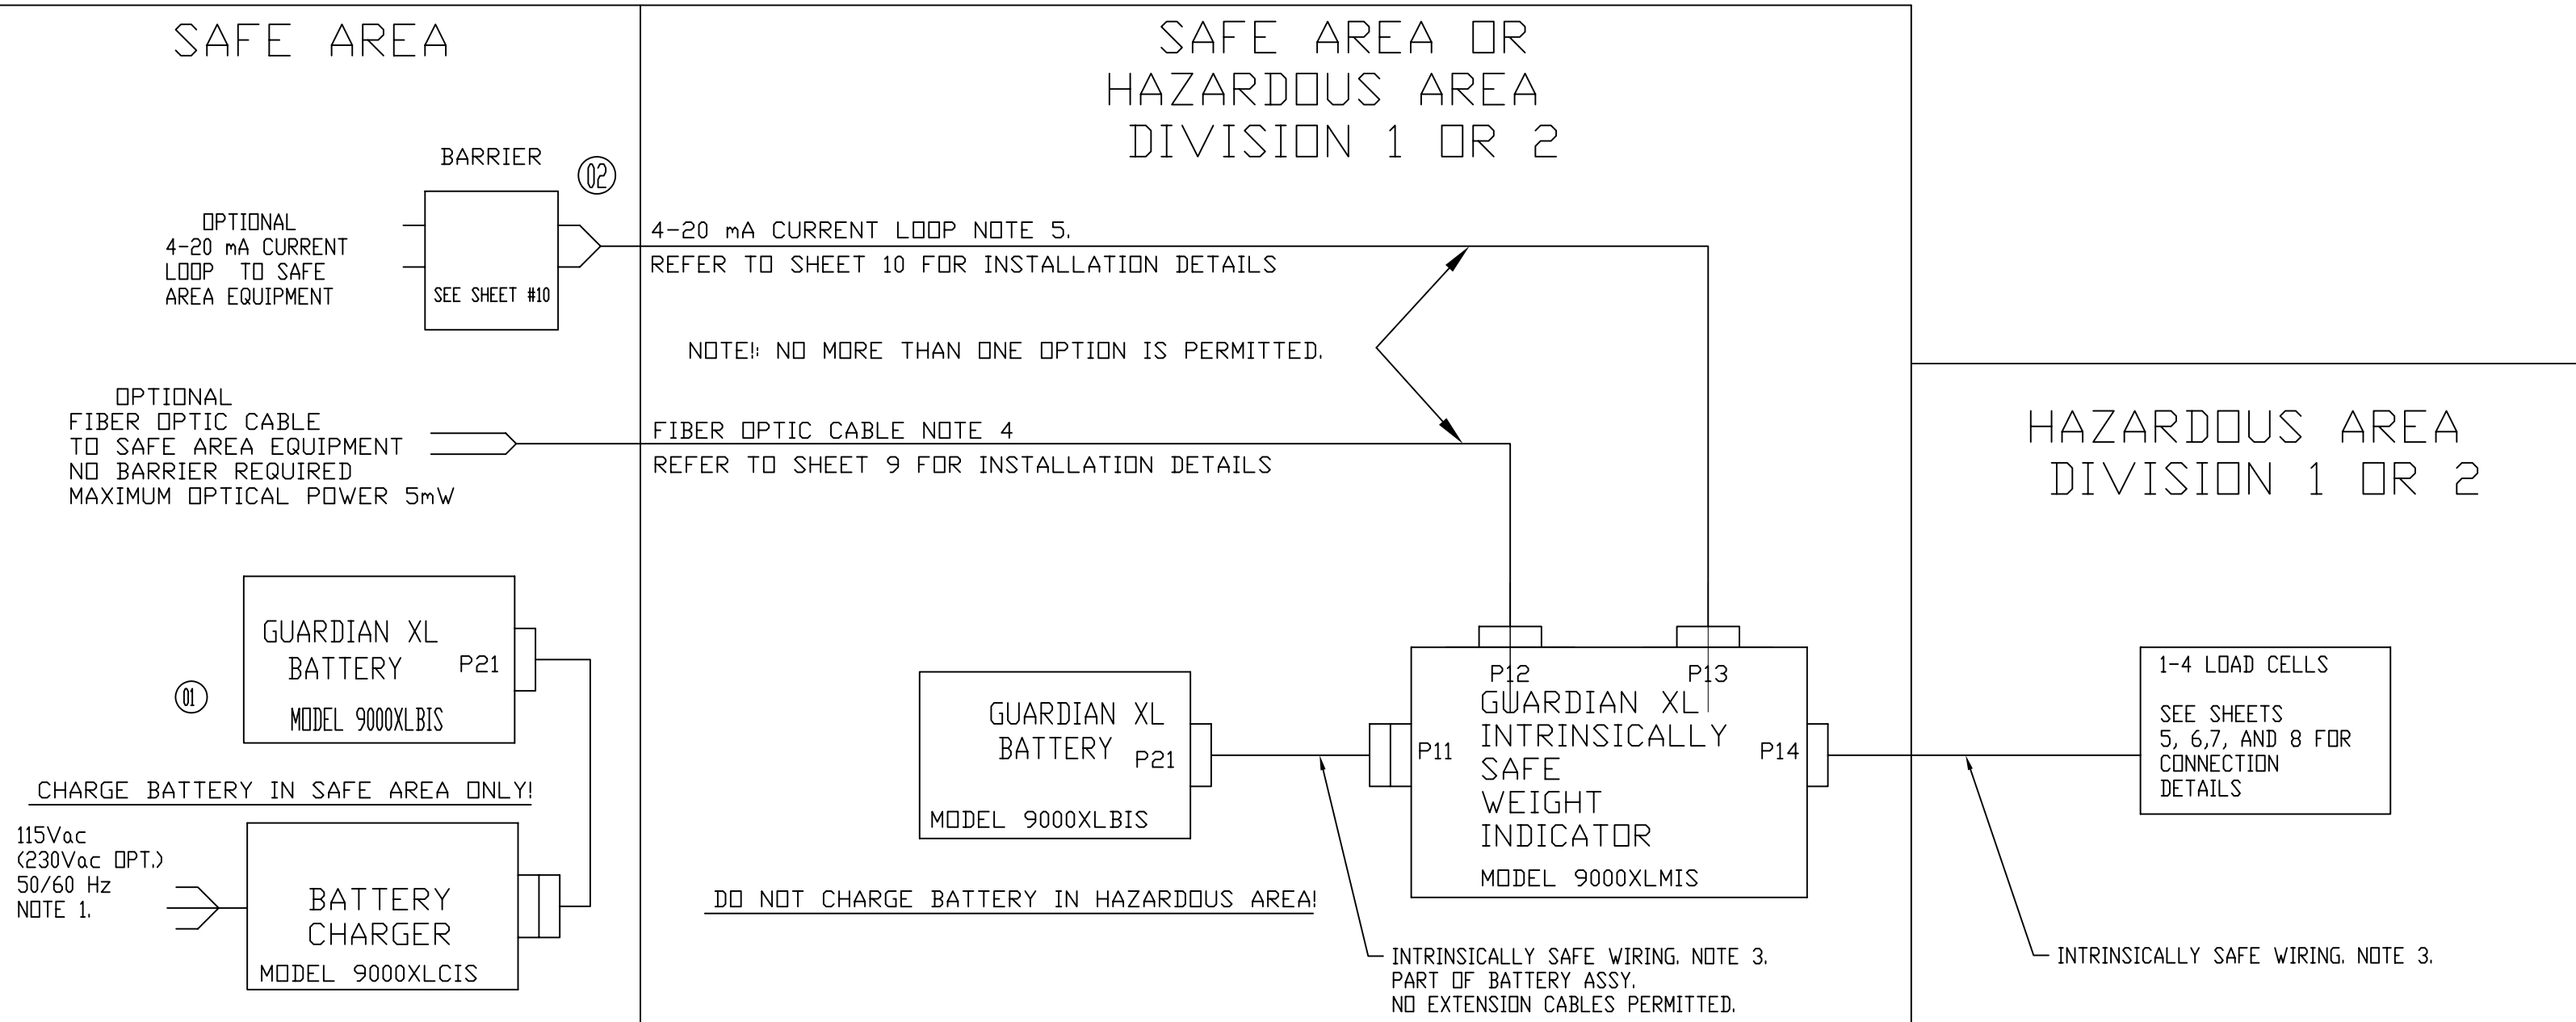 SAFE AREA
BARRIER
02
OPTIONAL
4-20 mA CURRENT
LOOP TO SAFE
AREA EQUIPMENT
SEE SHEET #10
OPTIONAL
FIBER OPTIC CABLE
TO SAFE AREA EQUIPMENT
NO BARRIER REQUIRED
MAXIMUM OPTICAL POWER 5mW
GUARDIAN XL
BATTERY
P21
MODEL 9000XLBIS
01
CHARGE BATTERY IN SAFE AREA ONLY!
115Vac
(230Vac OPT.)
50/60 Hz
NOTE 1.
BATTERY
CHARGER
MODEL 9000XLCIS
SAFE AREA OR
HAZARDOUS AREA
DIVISION 1 OR 2
4-20 mA CURRENT LOOP NOTE 5.
REFER TO SHEET 10 FOR INSTALLATION DETAILS
NOTE!: NO MORE THAN ONE OPTION IS PERMITTED.
FIBER OPTIC CABLE NOTE 4
REFER TO SHEET 9 FOR INSTALLATION DETAILS
GUARDIAN XL
BATTERY
P21
MODEL 9000XLBIS
DO NOT CHARGE BATTERY IN HAZARDOUS AREA!
P12
P13
P11
P14
GUARDIAN XL
INTRINSICALLY
SAFE
WEIGHT
INDICATOR
MODEL 9000XLMIS
INTRINSICALLY SAFE WIRING. NOTE 3.
PART OF BATTERY ASSY.
NO EXTENSION CABLES PERMITTED.
HAZARDOUS AREA
DIVISION 1 OR 2
1-4 LOAD CELLS
SEE SHEETS
5, 6,7, AND 8 FOR
CONNECTION
DETAILS
INTRINSICALLY SAFE WIRING. NOTE 3.